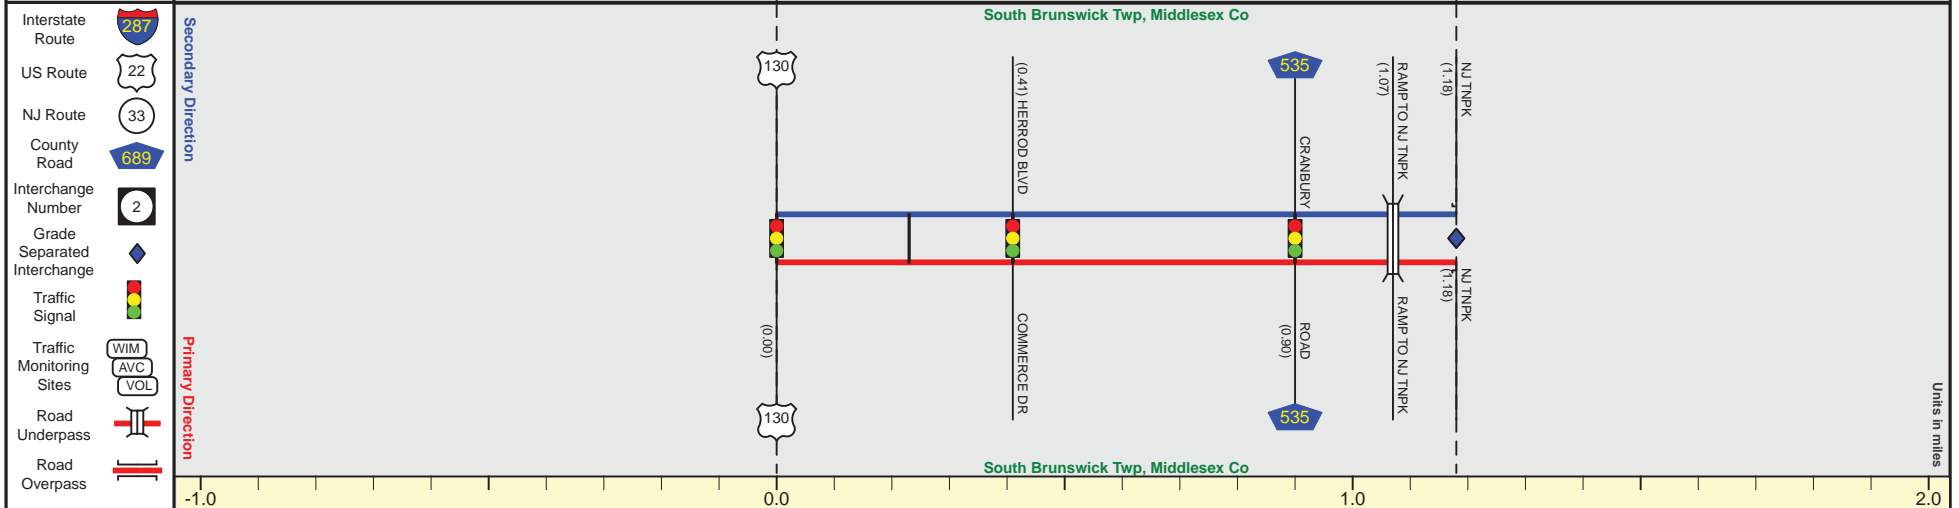 Interstate
Route
287
US Route
22
NJ Route
33
County
Road
689
Interchange
Number
2
Grade
Separated
Interchange
Traffic
Signal
Traffic
Monitoring
Sites
WIM
AVC
VOL
Road
Underpass
Road
Overpass
Secondary Direction
Primary Direction
South Brunswick Twp, Middlesex Co
130
(0.41) HERROD BLVD
535
CRANBURY
RAMP TO NJ TNPK
(1.07)
NJ TNPK
(1.18)
(0.00)
130
COMMERCE DR
ROAD
(0.90)
535
RAMP TO NJ TNPK
NJ TNPK
(1.18)
South Brunswick Twp, Middlesex Co
Units in miles
-1.0
0.0
1.0
2.0